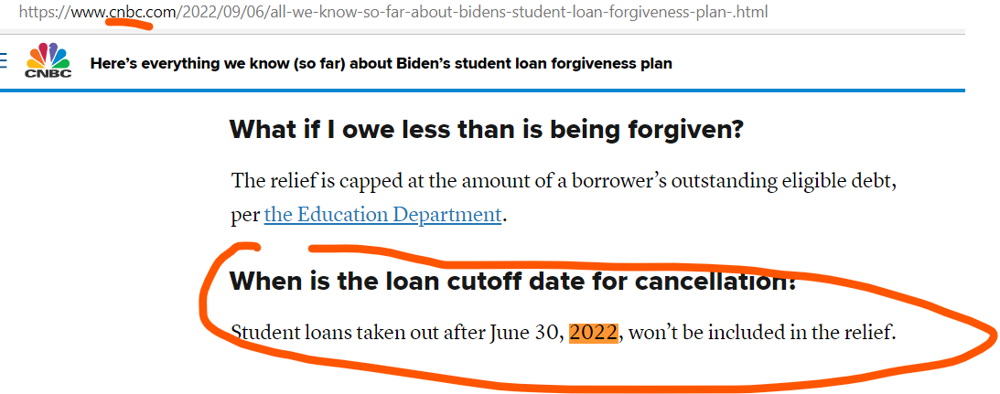 https://www.cnbc.com/2022/09/06/all-we-know-so-far-about-bidens-student-loan-forgiveness-plan-.html
CNBC
Here’s everything we know (so far) about Biden’s student loan forgiveness plan
What if I owe less than is being forgiven?
The relief is capped at the amount of a borrower’s outstanding eligible debt,
per the Education Department.
When is the loan cutoff date for cancellation?
Student loans taken out after June 30, 2022, won’t be included in the relief.